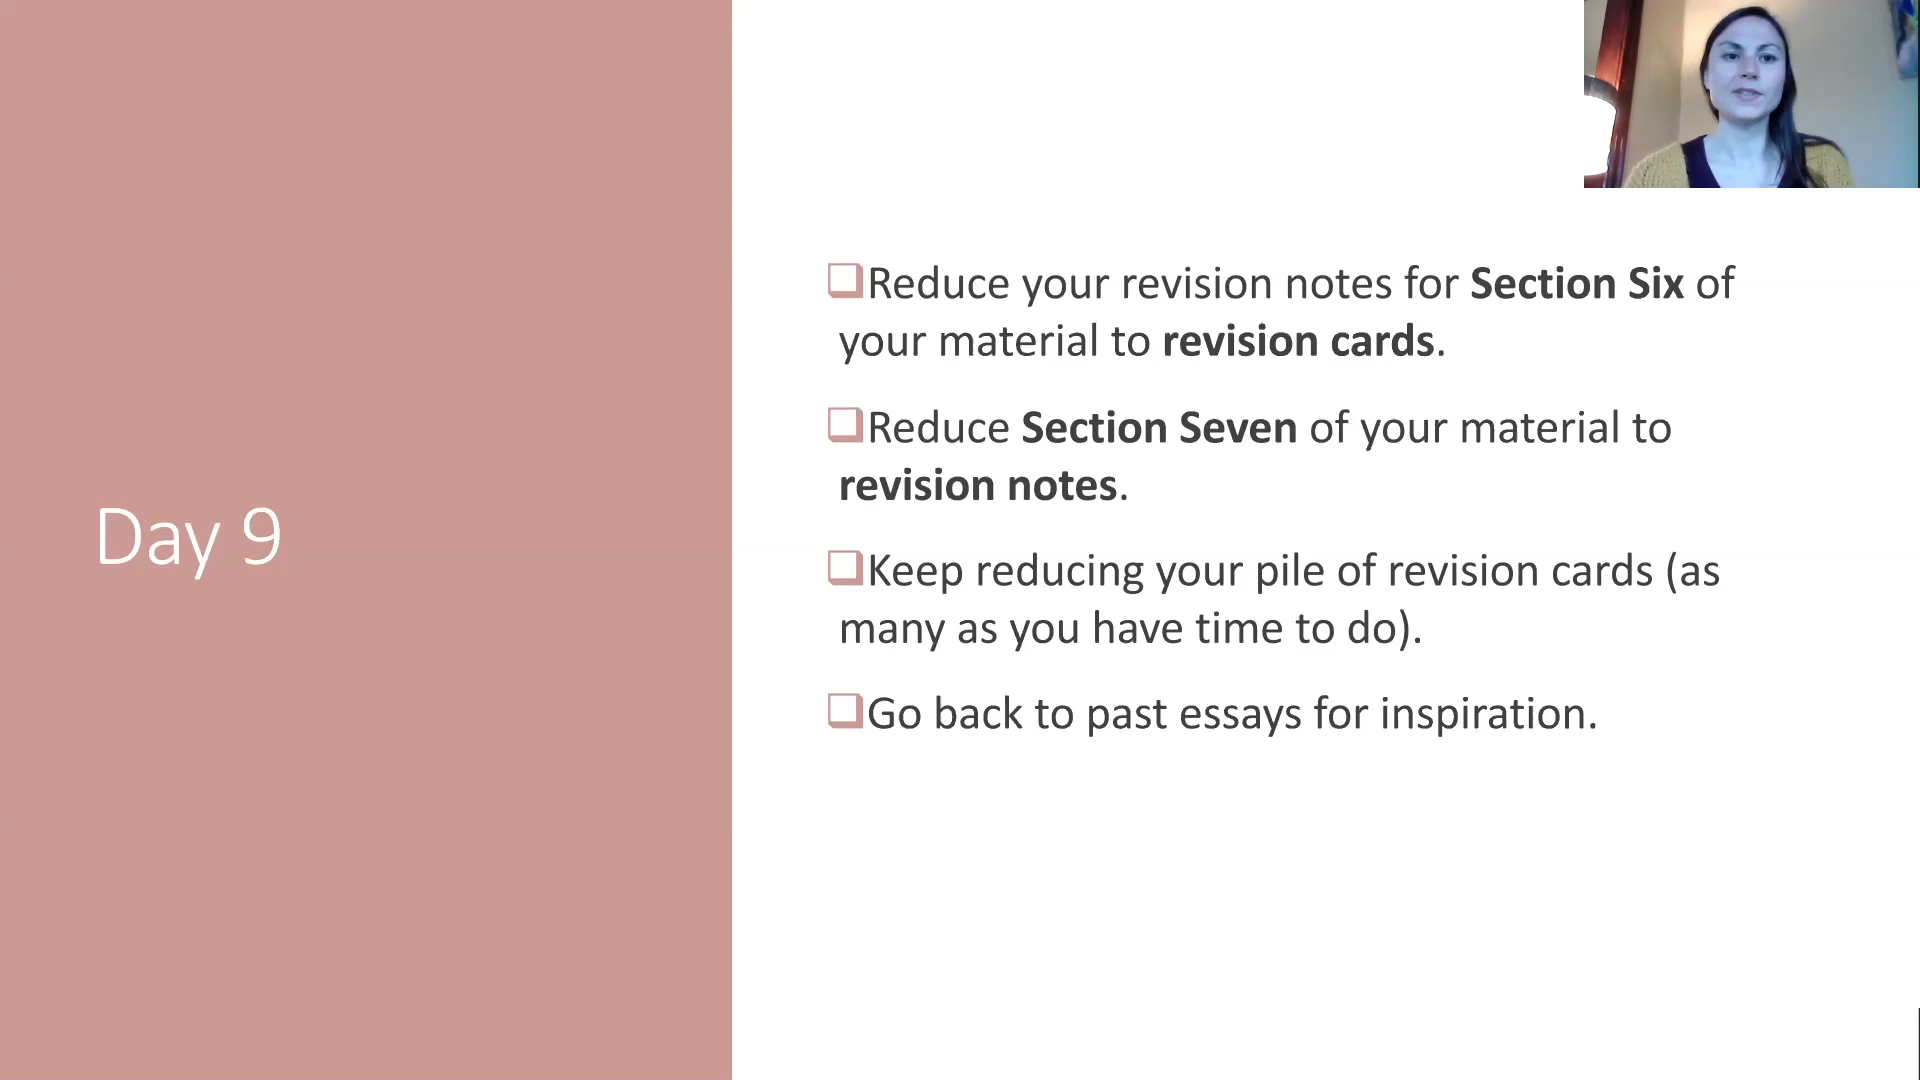 Day 9
Reduce your revision notes for Section Six of
your material to revision cards.
Reduce Section Seven of your material to
revision notes.
Keep reducing your pile of revision cards (as
many as you have time to do).
Go back to past essays for inspiration.